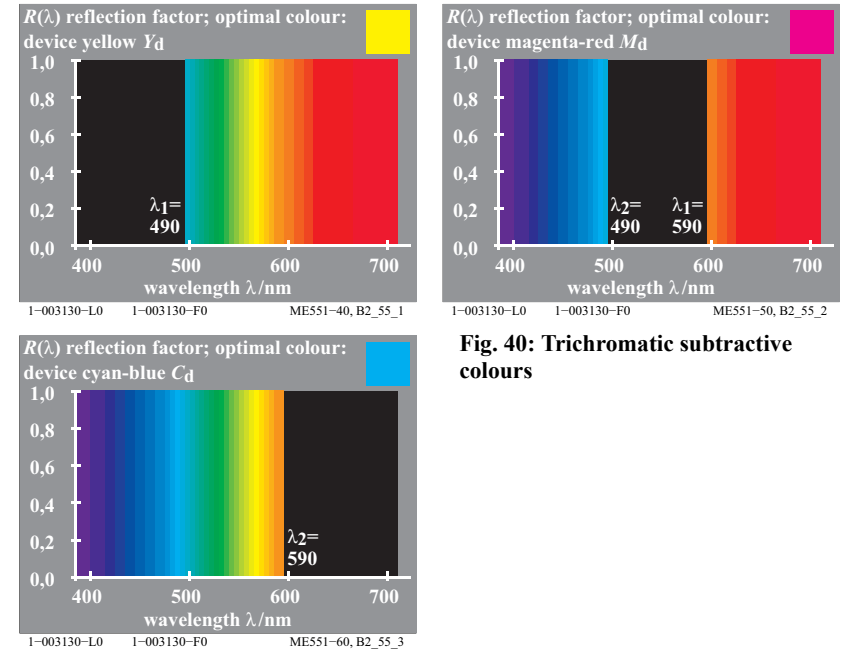 R(λ) reflection factor; optimal colour:
device yellow Yd
1,0
0,8
0,6
0,4
0,2
0,0
λ1=
490
400 500 600 700
wavelength λ/nm
1−003130−L0 1−003130−F0 ME551−40, B2_55_1
R(λ) reflection factor; optimal colour:
device magenta-red Md
1,0
0,8
0,6
0,4
0,2
0,0
λ2= λ1=
490 590
400 500 600 700
wavelength λ/nm
1−003130−L0 1−003130−F0 ME551−50, B2_55_2
R(λ) reflection factor; optimal colour:
device cyan-blue Cd
1,0
0,8
0,6
0,4
0,2
0,0
λ2=
590
400 500 600 700
wavelength λ/nm
1−003130−L0 1−003130−F0 ME551−60, B2_55_3
Fig. 40: Trichromatic subtractive
colours